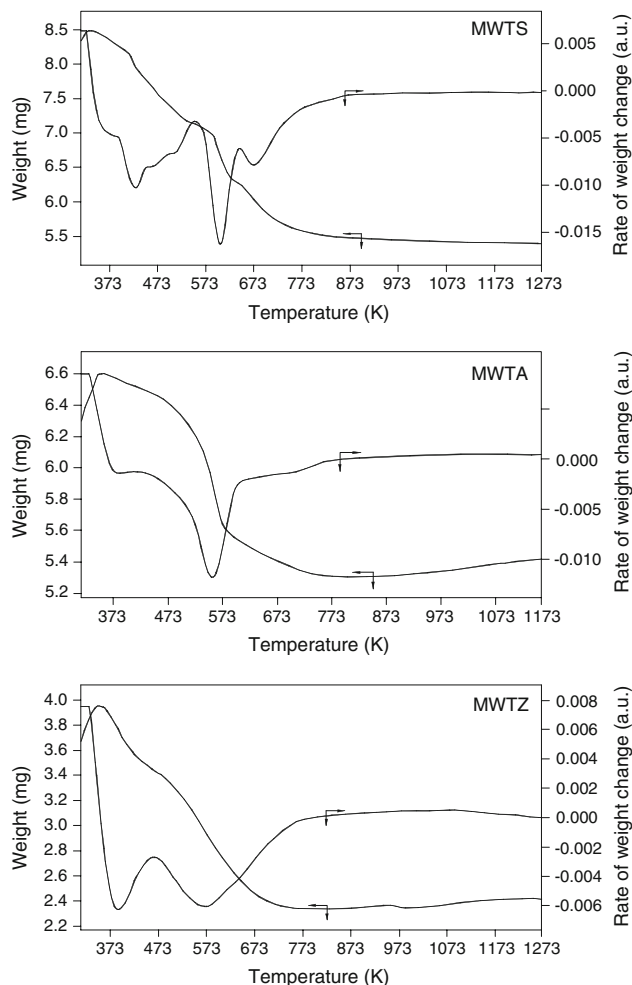 MWTS
Weight (mg)
8.5
8.0
7.5
7.0
6.5
6.0
5.5
0.005
0.000
-0.005
-0.010
-0.015
Rate of weight change (a.u.)
373 473 573 673 773 873 973 1073 1173 1273
Temperature (K)
MWTA
Weight (mg)
6.6
6.4
6.2
6.0
5.8
5.6
5.4
5.2
0.000
-0.005
-0.010
Rate of weight change (a.u.)
373 473 573 673 773 873 973 1073 1173
Temperature (K)
MWTZ
Weight (mg)
4.0
3.8
3.6
3.4
3.2
3.0
2.8
2.6
2.4
2.2
0.008
0.006
0.004
0.002
0.000
-0.002
-0.004
-0.006
Rate of weight change (a.u.)
373 473 573 673 773 873 973 1073 1173 1273
Temperature (K)